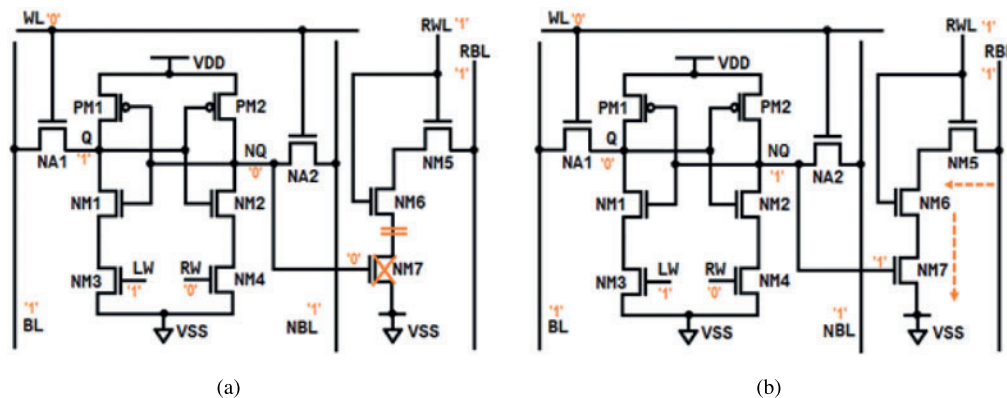 WL '0'
RWL '1'
RBL
'1'
VDD
PM1
PM2
Q
'1'
NQ
'0'
NA1
NA2
NM5
NM1
NM2
NM6
LW
'1'
RW
'0'
NM3
NM4
'0'
NM7
'1'
BL
'1'
NBL
VSS
VSS
(a)
WL '0'
RWL '1'
RBL
'1'
VDD
PM1
PM2
Q
'0'
NQ
'1'
NA1
NA2
NM5
NM1
NM2
NM6
LW
'1'
RW
'0'
NM3
NM4
'1'
NM7
'1'
BL
'1'
NBL
VSS
VSS
(b)